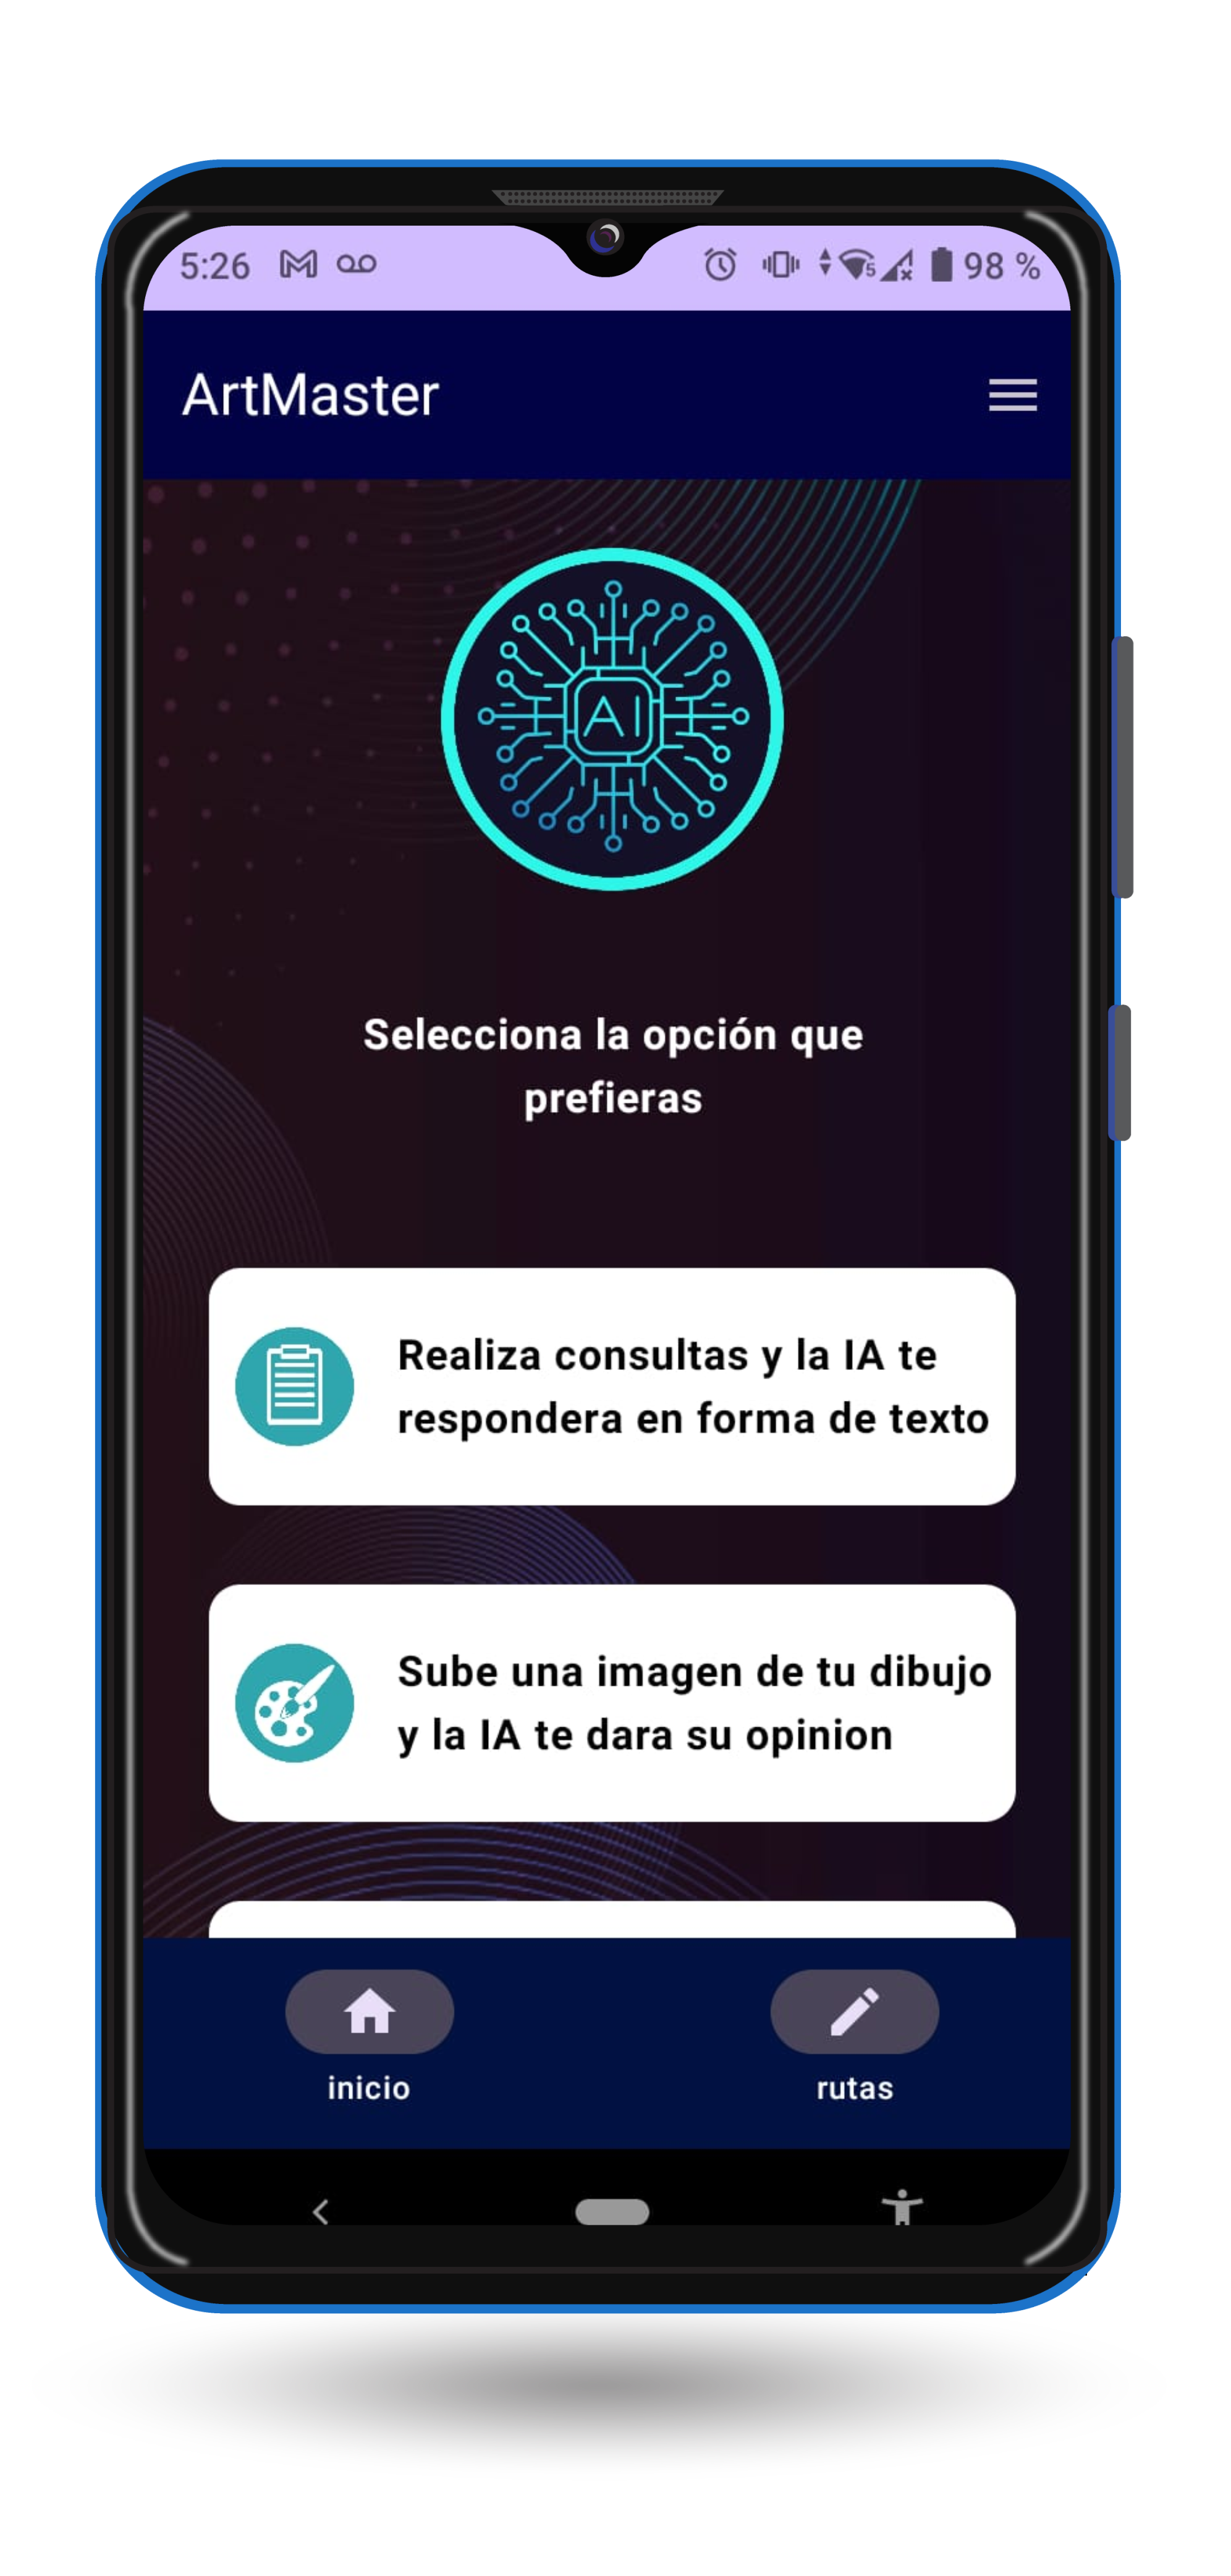 5:26 98 %
ArtMaster
AI
Selecciona la opción que
prefieras
Realiza consultas y la IA te
respondera en forma de texto
Sube una imagen de tu dibujo
y la IA te dara su opinion
inicio rutas